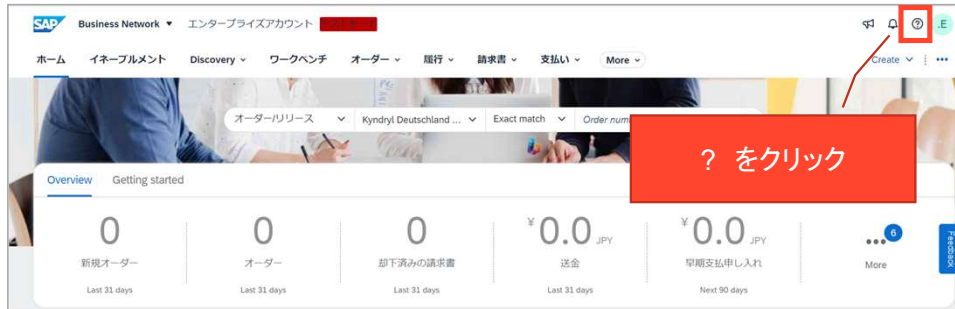 SAP Business Network ▼ エンタープライズアカウント
.E
ホーム イネーブルメント Discovery ワークベンチ オーダー 履行 請求書 支払い More Create
オーダー/リリース Kyndryl Deutschland ... Exact match Order num
? をクリック
Overview Getting started
0 0 0 ¥ 0.0 JPY ¥ 0.0 JPY ... 6
新規オーダー オーダー 却下済みの請求書 送金 早期支払申し入れ More
Last 31 days Last 31 days Last 31 days Last 31 days Next 90 days
Feedback